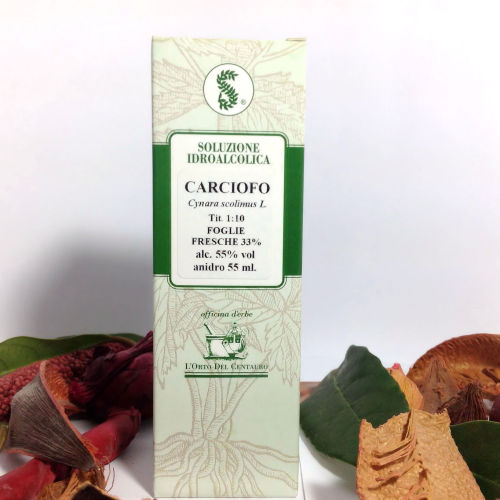 ®
SOLUZIONE
IDROALCOLICA
CARCIOFO
Cynara scolimus L.
Tit. 1:10
FOGLIE
FRESCHE 33%
alc. 55% vol
anidro 55 ml.
officina d'erbe
L'ORTO DEL CENTAURO